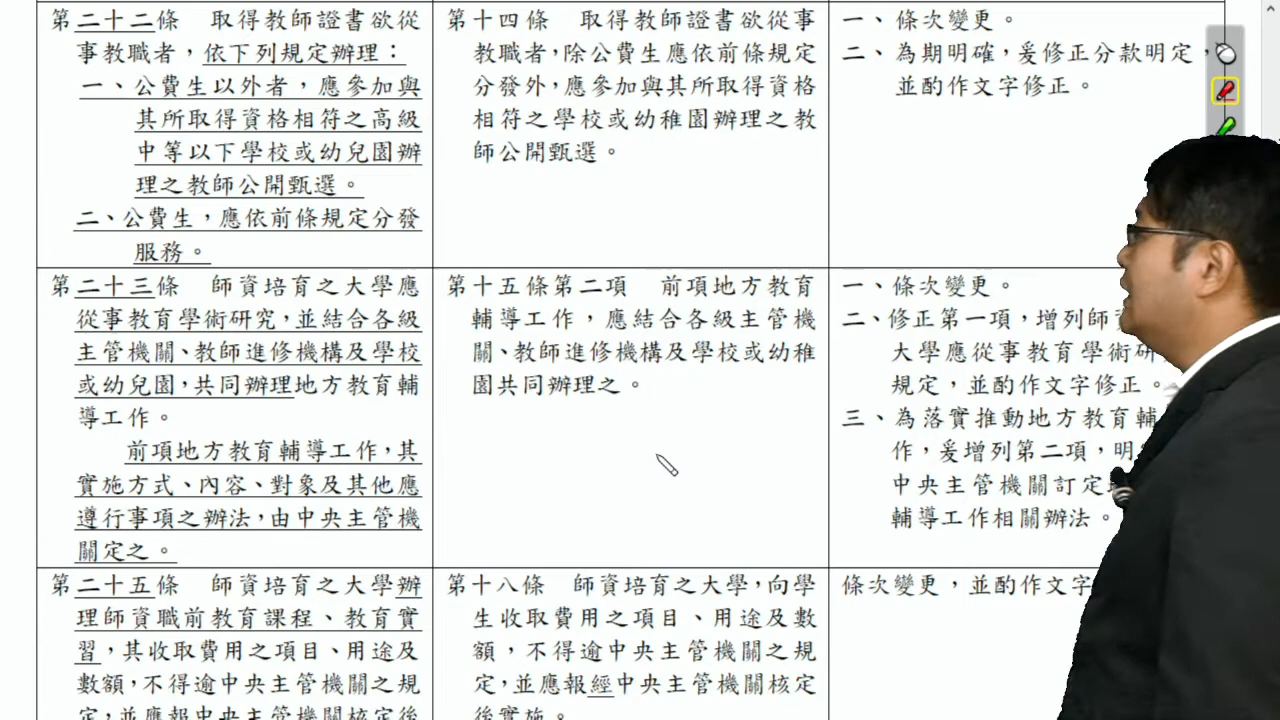 第二十二條　取得教師證書欲從
事教職者，依下列規定辦理：
一、公費生以外者，應參加與
其所取得資格相符之高級
中等以下學校或幼兒園辦
理之教師公開甄選。
二、公費生，應依前條規定分發
服務。
第十四條　取得教師證書欲從事
教職者，除公費生應依前條規定
分發外，應參加與其所取得資格
相符之學校或幼稚園辦理之教
師公開甄選。
一、條次變更。
二、為期明確，爰修正分款明定，
並酌作文字修正。
第二十三條　師資培育之大學應
從事教育學術研究，並結合各級
主管機關、教師進修機構及學校
或幼兒園，共同辦理地方教育輔
導工作。
前項地方教育輔導工作，其
實施方式、內容、對象及其他應
遵行事項之辦法，由中央主管機
關定之。
第十五條第二項　前項地方教育
輔導工作，應結合各級主管機
關、教師進修機構及學校或幼稚
園共同辦理之。
一、條次變更。
二、修正第一項，增列師
大學應從事教育學術研
規定，並酌作文字修正。
三、為落實推動地方教育輔
作，爰增列第二項，明
中央主管機關訂定
輔導工作相關辦法。
第二十五條　師資培育之大學辦
理師資職前教育課程、教育實
習，其收取費用之項目、用途及
數額，不得逾中央主管機關之規
定，並應報中央主管機關核定後
第十八條　師資培育之大學，向學
生收取費用之項目、用途及數
額，不得逾中央主管機關之規
定，並應報經中央主管機關核定
後實施。
條次變更，並酌作文字